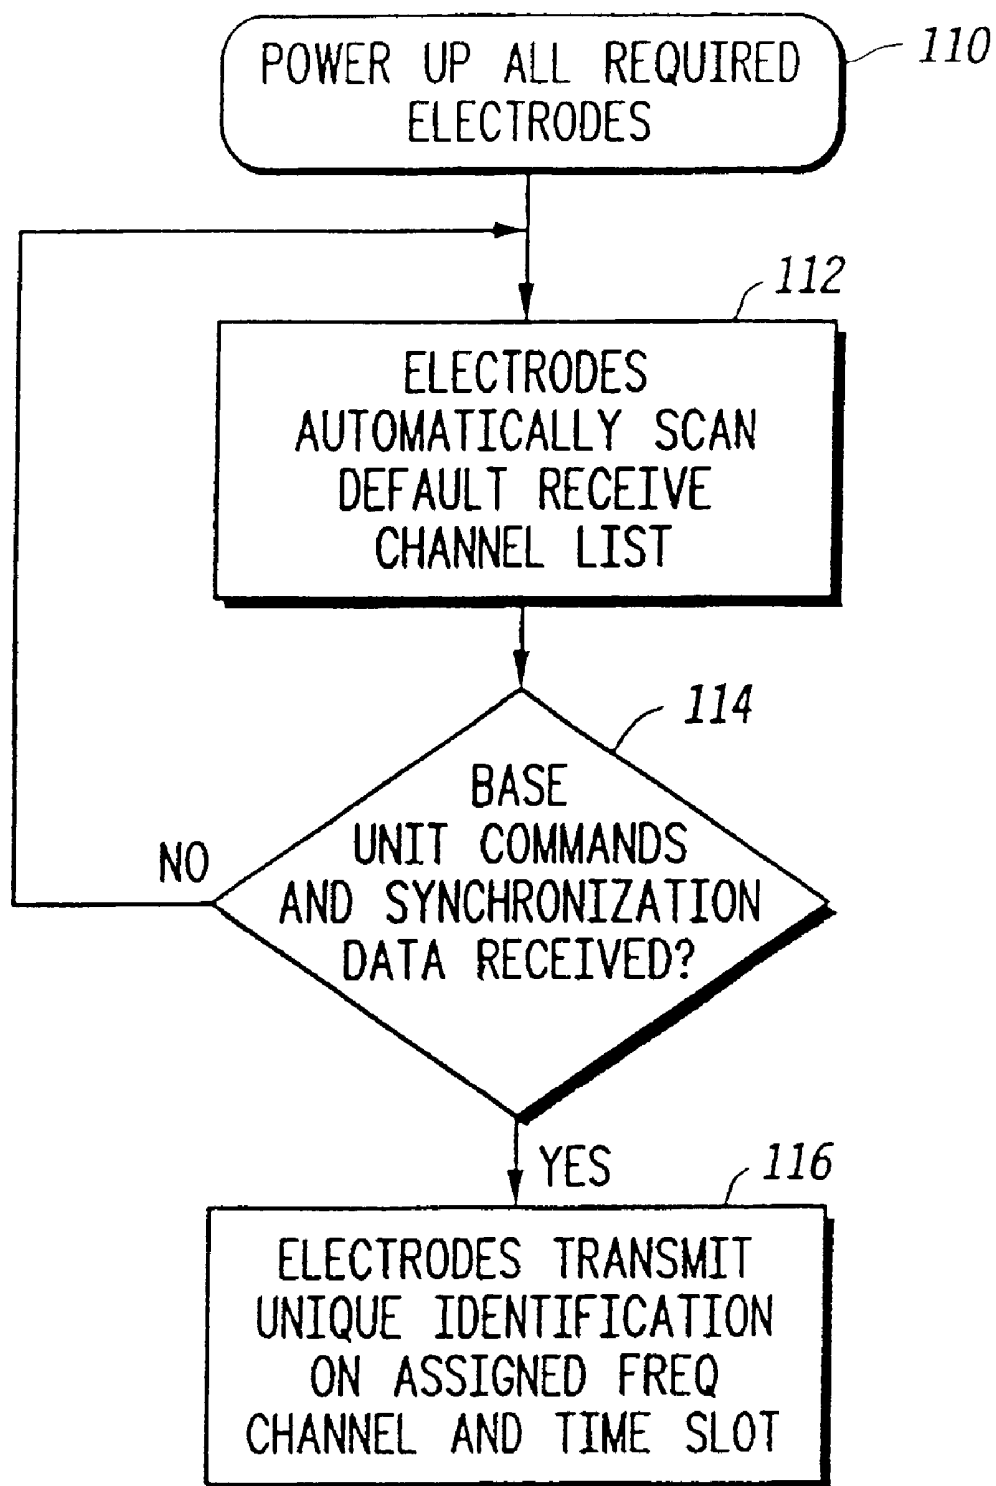 POWER UP ALL REQUIRED
ELECTRODES
110
112
ELECTRODES
AUTOMATICALLY SCAN
DEFAULT RECEIVE
CHANNEL LIST
114
BASE
UNIT COMMANDS
AND SYNCHRONIZATION
DATA RECEIVED?
NO
YES
116
ELECTRODES TRANSMIT
UNIQUE IDENTIFICATION
ON ASSIGNED FREQ
CHANNEL AND TIME SLOT